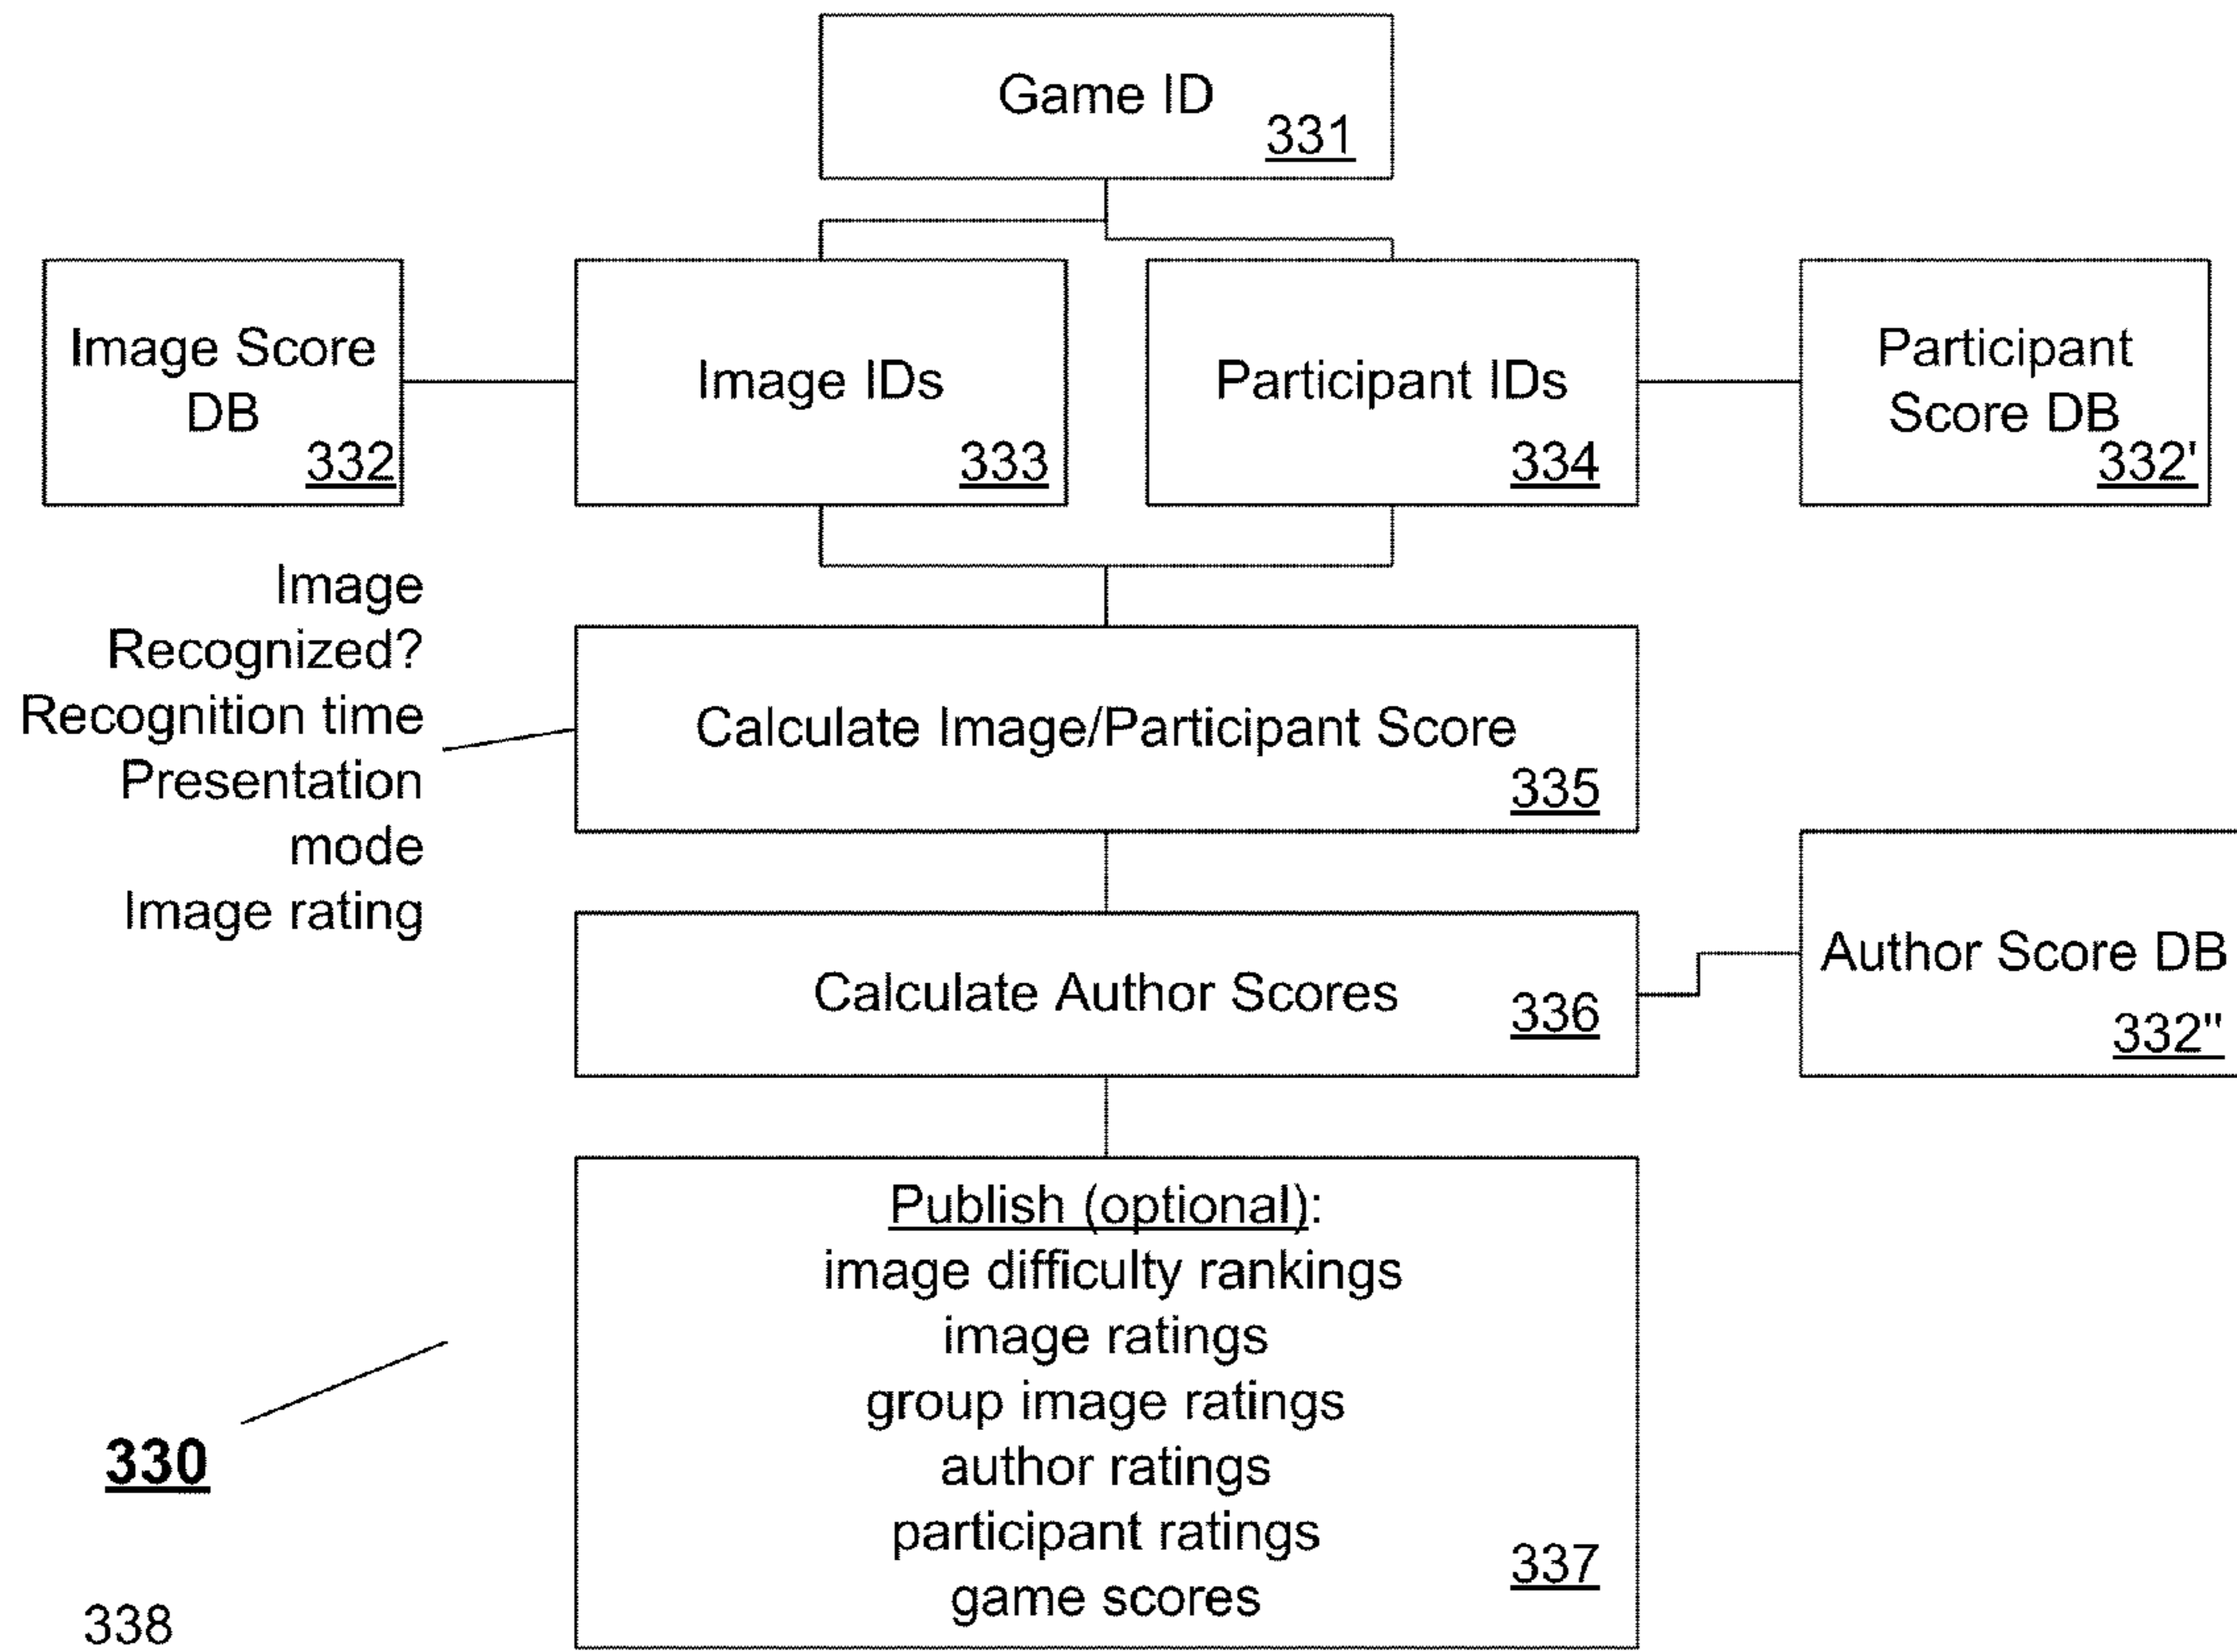 Game ID
331
Image Score
DB
332
Image IDs
333
Participant IDs
334
Participant
Score DB
332'
Image
Recognized?
Recognition time
Presentation
mode
Image rating
Calculate Image/Participant Score
335
Calculate Author Scores
336
Author Score DB
332"
Publish (optional):
image difficulty rankings
image ratings
group image ratings
author ratings
participant ratings
game scores
337
330
338